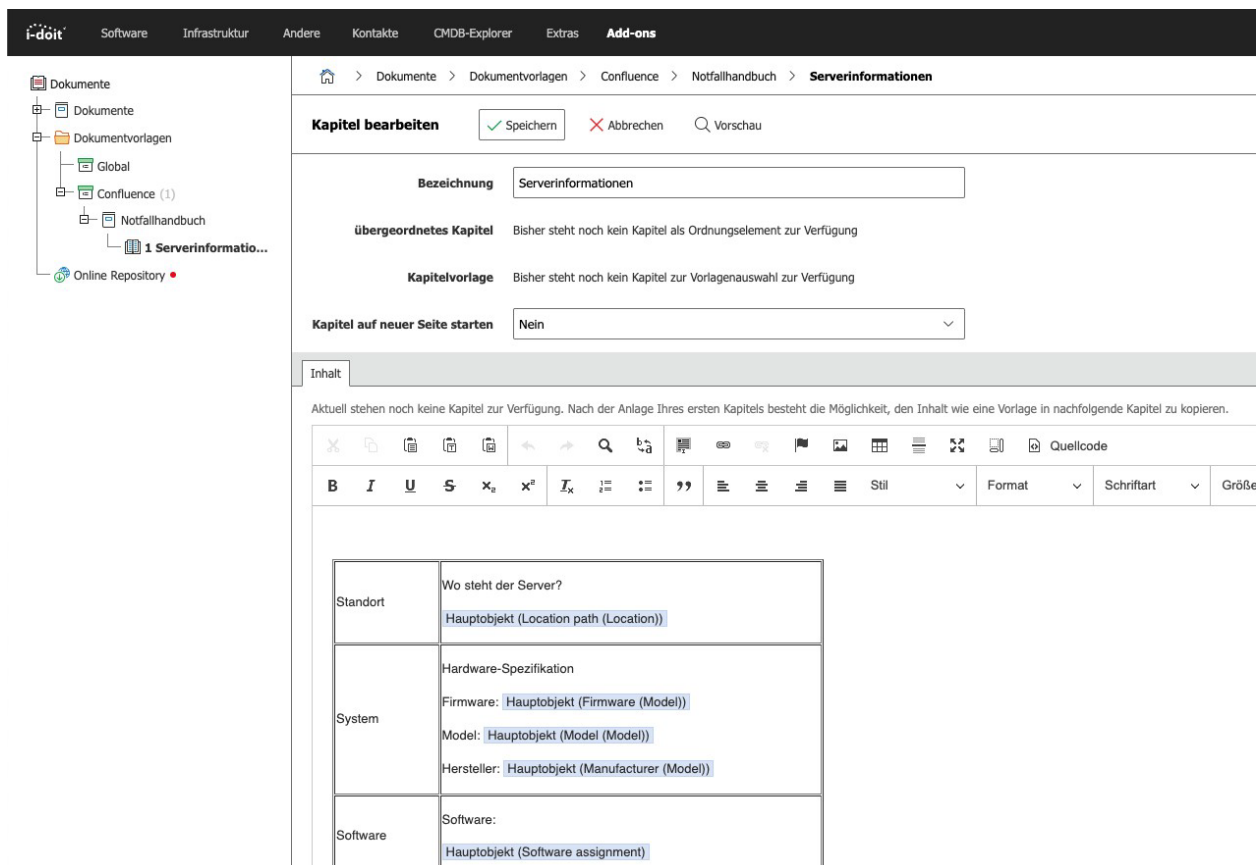 i-doit Software Infrastruktur Andere Kontakte CMDB-Explorer Extras Add-ons
Dokumente
Dokumente
Dokumentvorlagen
Global
Confluence (1)
Notfallhandbuch
1 Serverinformatio...
Online Repository
> Dokumente > Dokumentvorlagen > Confluence > Notfallhandbuch > Serverinformationen
Kapitel bearbeiten Speichern Abbrechen Vorschau
Bezeichnung Serverinformationen
übergeordnetes Kapitel Bisher steht noch kein Kapitel als Ordnungselement zur Verfügung
Kapitelvorlage Bisher steht noch kein Kapitel zur Vorlagenauswahl zur Verfügung
Kapitel auf neuer Seite starten Nein
Inhalt
Aktuell stehen noch keine Kapitel zur Verfügung. Nach der Anlage Ihres ersten Kapitels besteht die Möglichkeit, den Inhalt wie eine Vorlage in nachfolgende Kapitel zu kopieren.
Quellcode
Stil Format Schriftart Größe
Standort
Wo steht der Server?
Hauptobjekt (Location path (Location))
System
Hardware-Spezifikation
Firmware: Hauptobjekt (Firmware (Model))
Model: Hauptobjekt (Model (Model))
Hersteller: Hauptobjekt (Manufacturer (Model))
Software
Software:
Hauptobjekt (Software assignment)